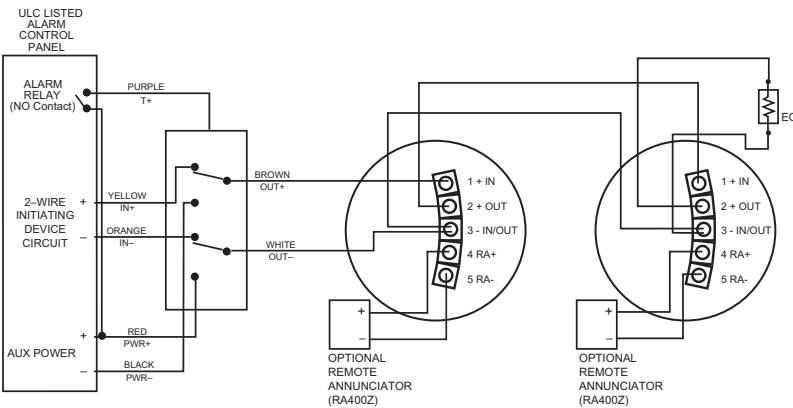 ULC LISTED
ALARM
CONTROL
PANEL
ALARM
RELAY
(NO Contact)
PURPLE
T+
2–WIRE
INITIATING
DEVICE
CIRCUIT
+
–
YELLOW
IN+
ORANGE
IN–
BROWN
OUT+
WHITE
OUT–
AUX POWER
+
–
RED
PWR+
BLACK
PWR–
1 + IN
2 + OUT
3 - IN/OUT
4 RA+
5 RA-
+
–
OPTIONAL
REMOTE
ANNUNCIATOR
(RA400Z)
1 + IN
2 + OUT
3 - IN/OUT
4 RA+
5 RA-
+
–
OPTIONAL
REMOTE
ANNUNCIATOR
(RA400Z)